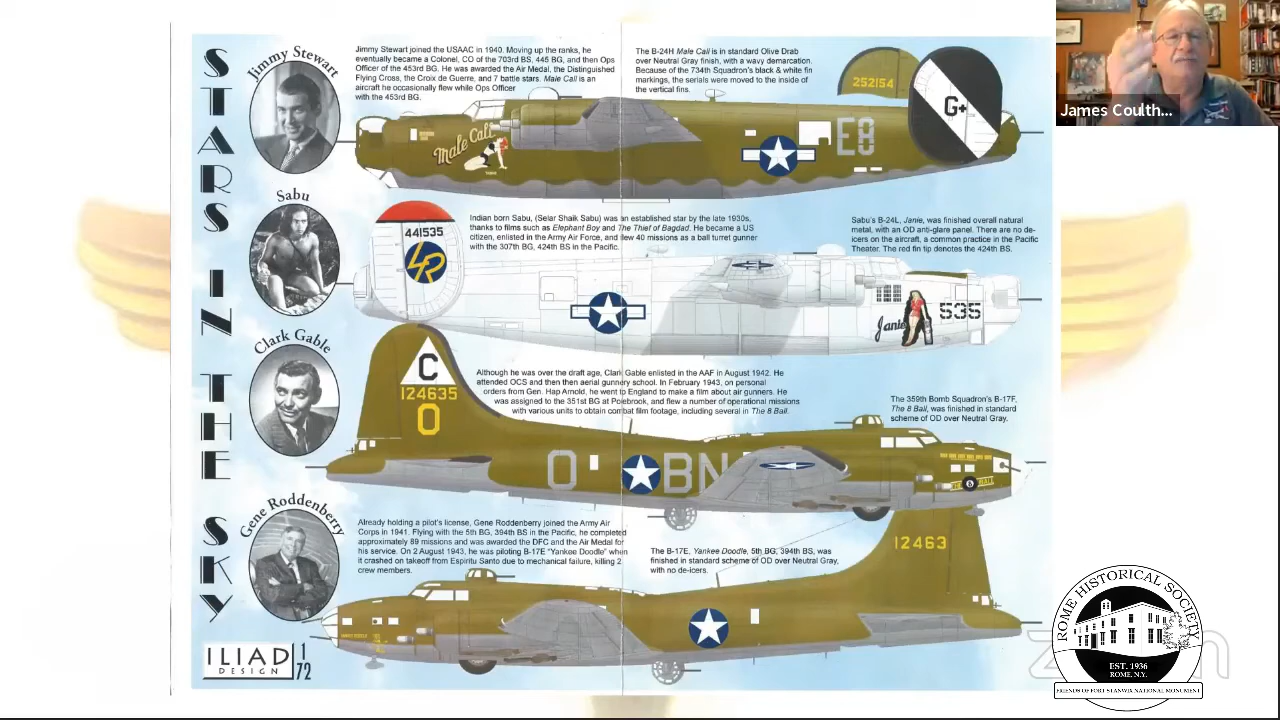 STARS IN THE SKY
Jimmy Stewart
Jimmy Stewart joined the USAAC in 1940. Moving up the ranks, he
eventually became a Colonel, CO of the 703rd BS, 445 BG, and then Ops
Officer of the 453rd BG. He was awarded the Air Medal, the Distinguished
Flying Cross, the Croix de Guerre, and 7 battle stars. Male Call is an
aircraft he occasionally flew while Ops Officer
with the 453rd BG.
The B-24H Male Call is in standard Olive Drab
over Neutral Gray finish, with a wavy demarcation.
Because of the 734th Squadron's black & white fin
markings, the serials were moved to the inside of
the vertical fins.
252154
G+
Male Call
E8
James Coulth...
Sabu
441535
LR
Indian born Sabu, (Selar Shaik Sabu) was an established star by the late 1930s,
thanks to films such as Elephant Boy and The Thief of Bagdad. He became a US
citizen, enlisted in the Army Air Force, and flew 40 missions as a ball turret gunner
with the 307th BG, 424th BS in the Pacific.
Sabu's B-24L, Janie, was finished overall natural
metal, with an OD anti-glare panel. There are no de-
icers on the aircraft, a common practice in the Pacific
Theater. The red fin tip denotes the 424th BS.
Janie
535
Clark Gable
C
124635
O
Although he was over the draft age, Clark Gable enlisted in the AAF in August 1942. He
attended OCS and then then aerial gunnery school. In February 1943, on personal
orders from Gen. Hap Arnold, he went to England to make a film about air gunners. He
was assigned to the 351st BG at Polebrook, and flew a number of operational missions
with various units to obtain combat film footage, including several in The 8 Ball.
The 359th Bomb Squadron's B-17F,
The 8 Ball, was finished in standard
scheme of OD over Neutral Gray.
O BN
THE 8 BALL
Gene Roddenberry
Already holding a pilot's license, Gene Roddenberry joined the Army Air
Corps in 1941. Flying with the 5th BG, 394th BS in the Pacific, he completed
approximately 89 missions and was awarded the DFC and the Air Medal for
his service. On 2 August 1943, he was piloting B-17E "Yankee Doodle" when
it crashed on takeoff from Espiritu Santo due to mechanical failure, killing 2
crew members.
The B-17E, Yankee Doodle, 5th BG, 394th BS, was
finished in standard scheme of OD over Neutral Gray,
with no de-icers.
12463
ILIAD
DESIGN
1
72
ROME HISTORICAL SOCIETY
EST. 1936
ROME, N.Y.
FRIENDS OF FORT STANWIX NATIONAL MONUMENT